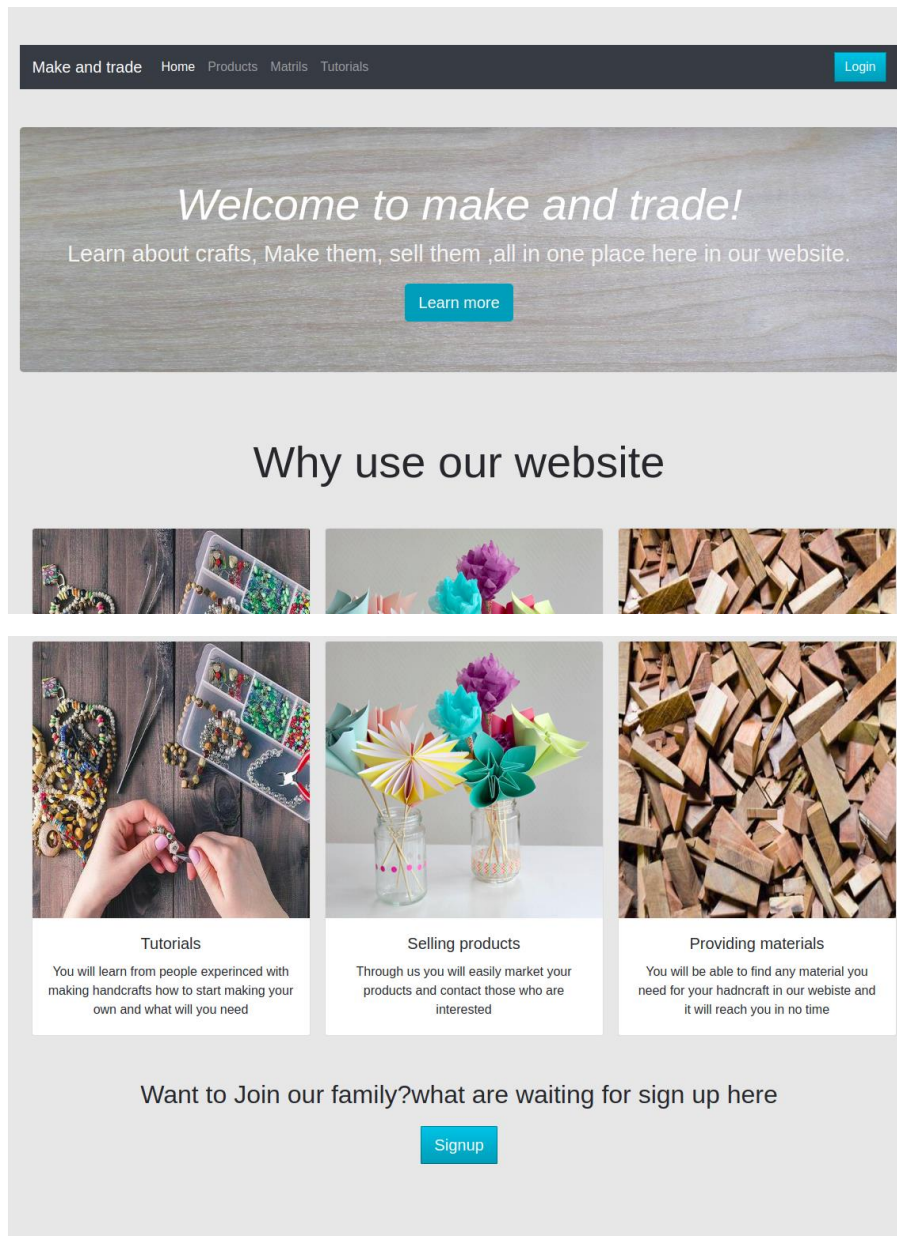 Make and trade Home Products Matrils Tutorials Login
Welcome to make and trade!
Learn about crafts, Make them, sell them ,all in one place here in our website.
Learn more
Why use our website
Tutorials
You will learn from people experinced with
making handcrafts how to start making your
own and what will you need
Selling products
Through us you will easily market your
products and contact those who are
interested
Providing materials
You will be able to find any material you
need for your hadncraft in our webiste and
it will reach you in no time
Want to Join our family?what are waiting for sign up here
Signup